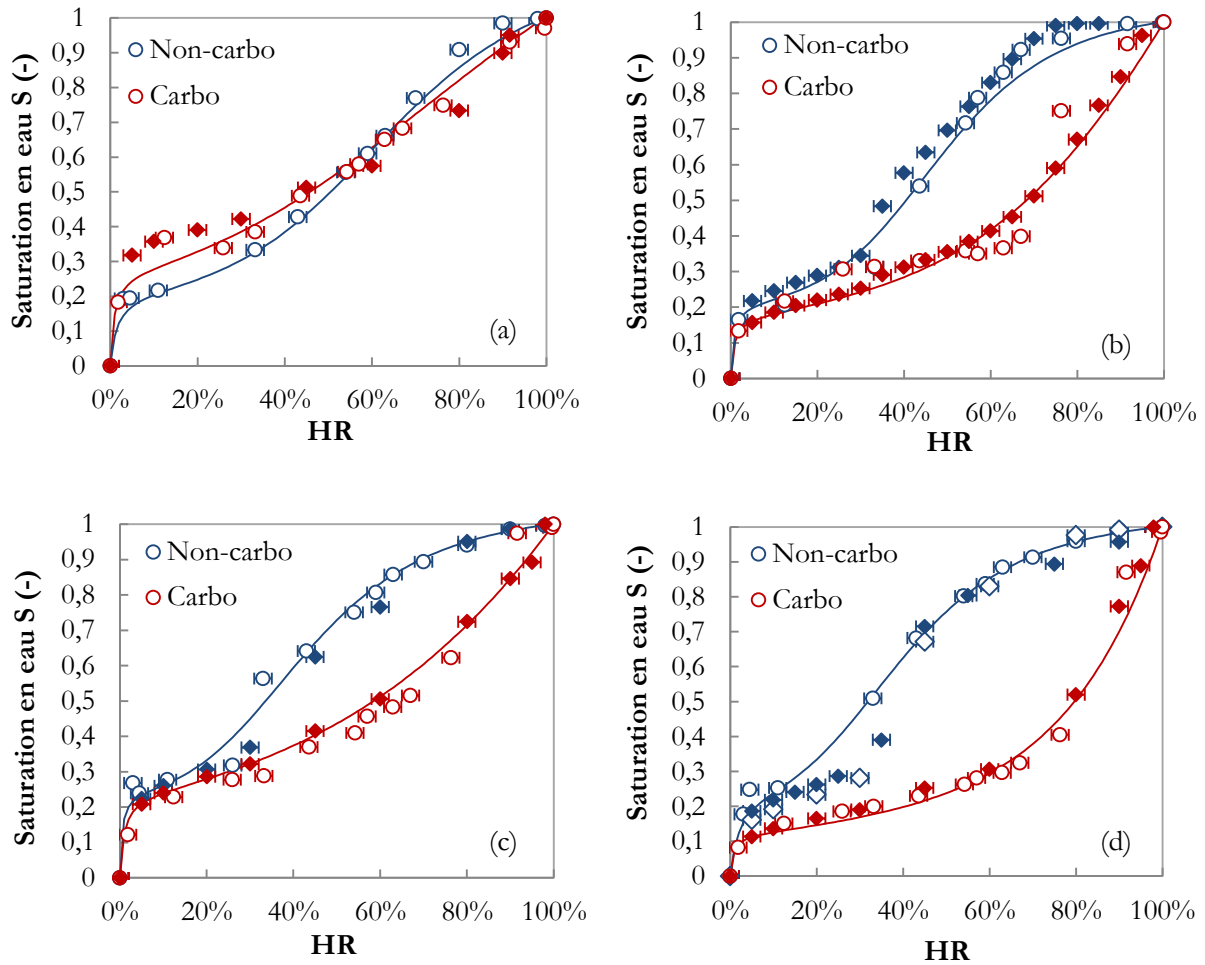 Saturation en eau S (-)
1
0,9
0,8
0,7
0,6
0,5
0,4
0,3
0,2
0,1
0
Non-carbo
Carbo
(a)
0% 20% 40% 60% 80% 100%
HR
Saturation en eau S (-)
1
0,9
0,8
0,7
0,6
0,5
0,4
0,3
0,2
0,1
0
Non-carbo
Carbo
(b)
0% 20% 40% 60% 80% 100%
HR
Saturation en eau S (-)
1
0,9
0,8
0,7
0,6
0,5
0,4
0,3
0,2
0,1
0
Non-carbo
Carbo
(c)
0% 20% 40% 60% 80% 100%
HR
Saturation en eau S (-)
1
0,9
0,8
0,7
0,6
0,5
0,4
0,3
0,2
0,1
0
Non-carbo
Carbo
(d)
0% 20% 40% 60% 80% 100%
HR